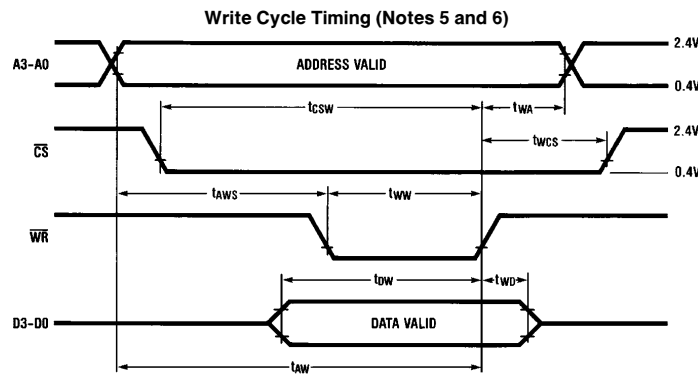 Write Cycle Timing (Notes 5 and 6)
A3-A0
ADDRESS VALID
2.4V
0.4V
tCSW
tWA
CS
tWCS
2.4V
0.4V
tAWS
tWW
WR
tDW
tWD
D3-D0
DATA VALID
tAW